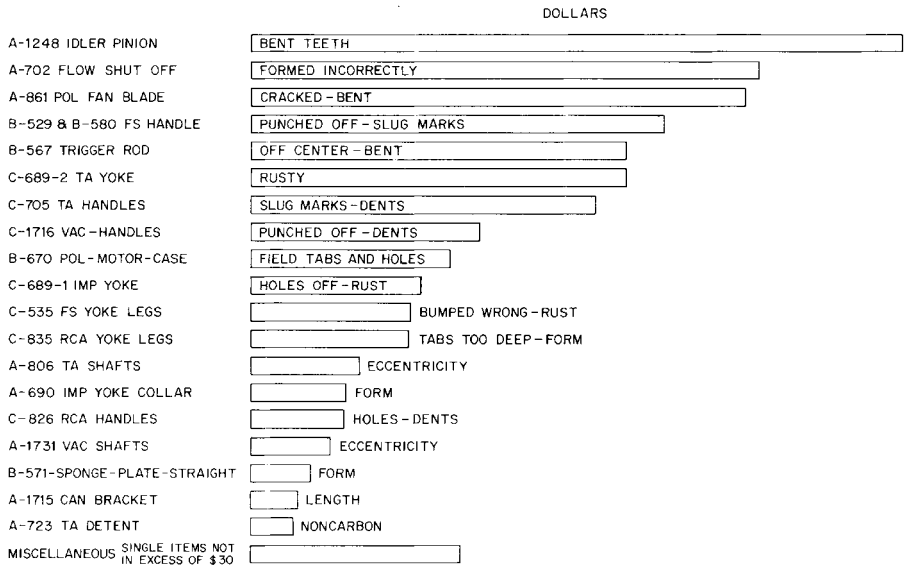 DOLLARS
A-1248 IDLER PINION BENT TEETH
A-702 FLOW SHUT OFF FORMED INCORRECTLY
A-861 POL FAN BLADE CRACKED-BENT
B-529 & B-580 FS HANDLE PUNCHED OFF-SLUG MARKS
B-567 TRIGGER ROD OFF CENTER-BENT
C-689-2 TA YOKE RUSTY
C-705 TA HANDLES SLUG MARKS-DENTS
C-1716 VAC-HANDLES PUNCHED OFF-DENTS
B-670 POL-MOTOR-CASE FIELD TABS AND HOLES
C-689-1 IMP YOKE HOLES OFF-RUST
C-535 FS YOKE LEGS BUMPED WRONG-RUST
C-835 RCA YOKE LEGS TABS TOO DEEP-FORM
A-806 TA SHAFTS ECCENTRICITY
A-690 IMP YOKE COLLAR FORM
C-826 RCA HANDLES HOLES-DENTS
A-1731 VAC SHAFTS ECCENTRICITY
B-571-SPONGE-PLATE-STRAIGHT FORM
A-1715 CAN BRACKET LENGTH
A-723 TA DETENT NONCARBON
MISCELLANEOUS SINGLE ITEMS NOT
IN EXCESS OF $30